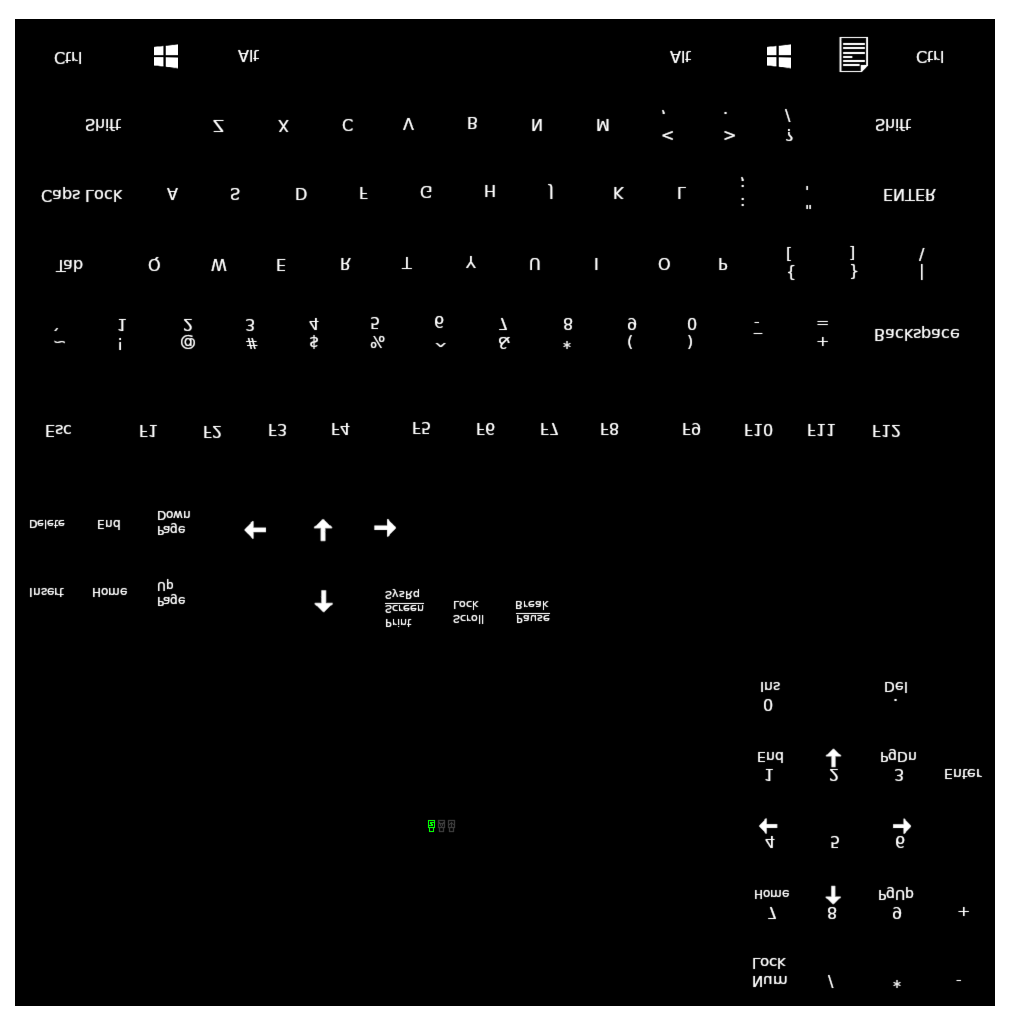 Num / * -
Lock
7 8 9 +
Home PgUp
4 5 6
1 2 3 Enter
End PgDn
0 .
Ins Del
Print Scroll Pause
Screen Lock Break
SysRq
Page
Insert Home Up
Page
Delete End Down
Esc F1 F2 F3 F4 F5 F6 F7 F8 F9 F10 F11 F12
~ ! @ # $ % ^ & * ( ) _ + Backspace
` 1 2 3 4 5 6 7 8 9 0 - =
{ } |
Tab Q W E R T Y U I O P [ ] \
: "
Caps Lock A S D F G H J K L ; ' ENTER
< > ?
Shift Z X C V B N M , . / Shift
Ctrl Alt Alt Ctrl